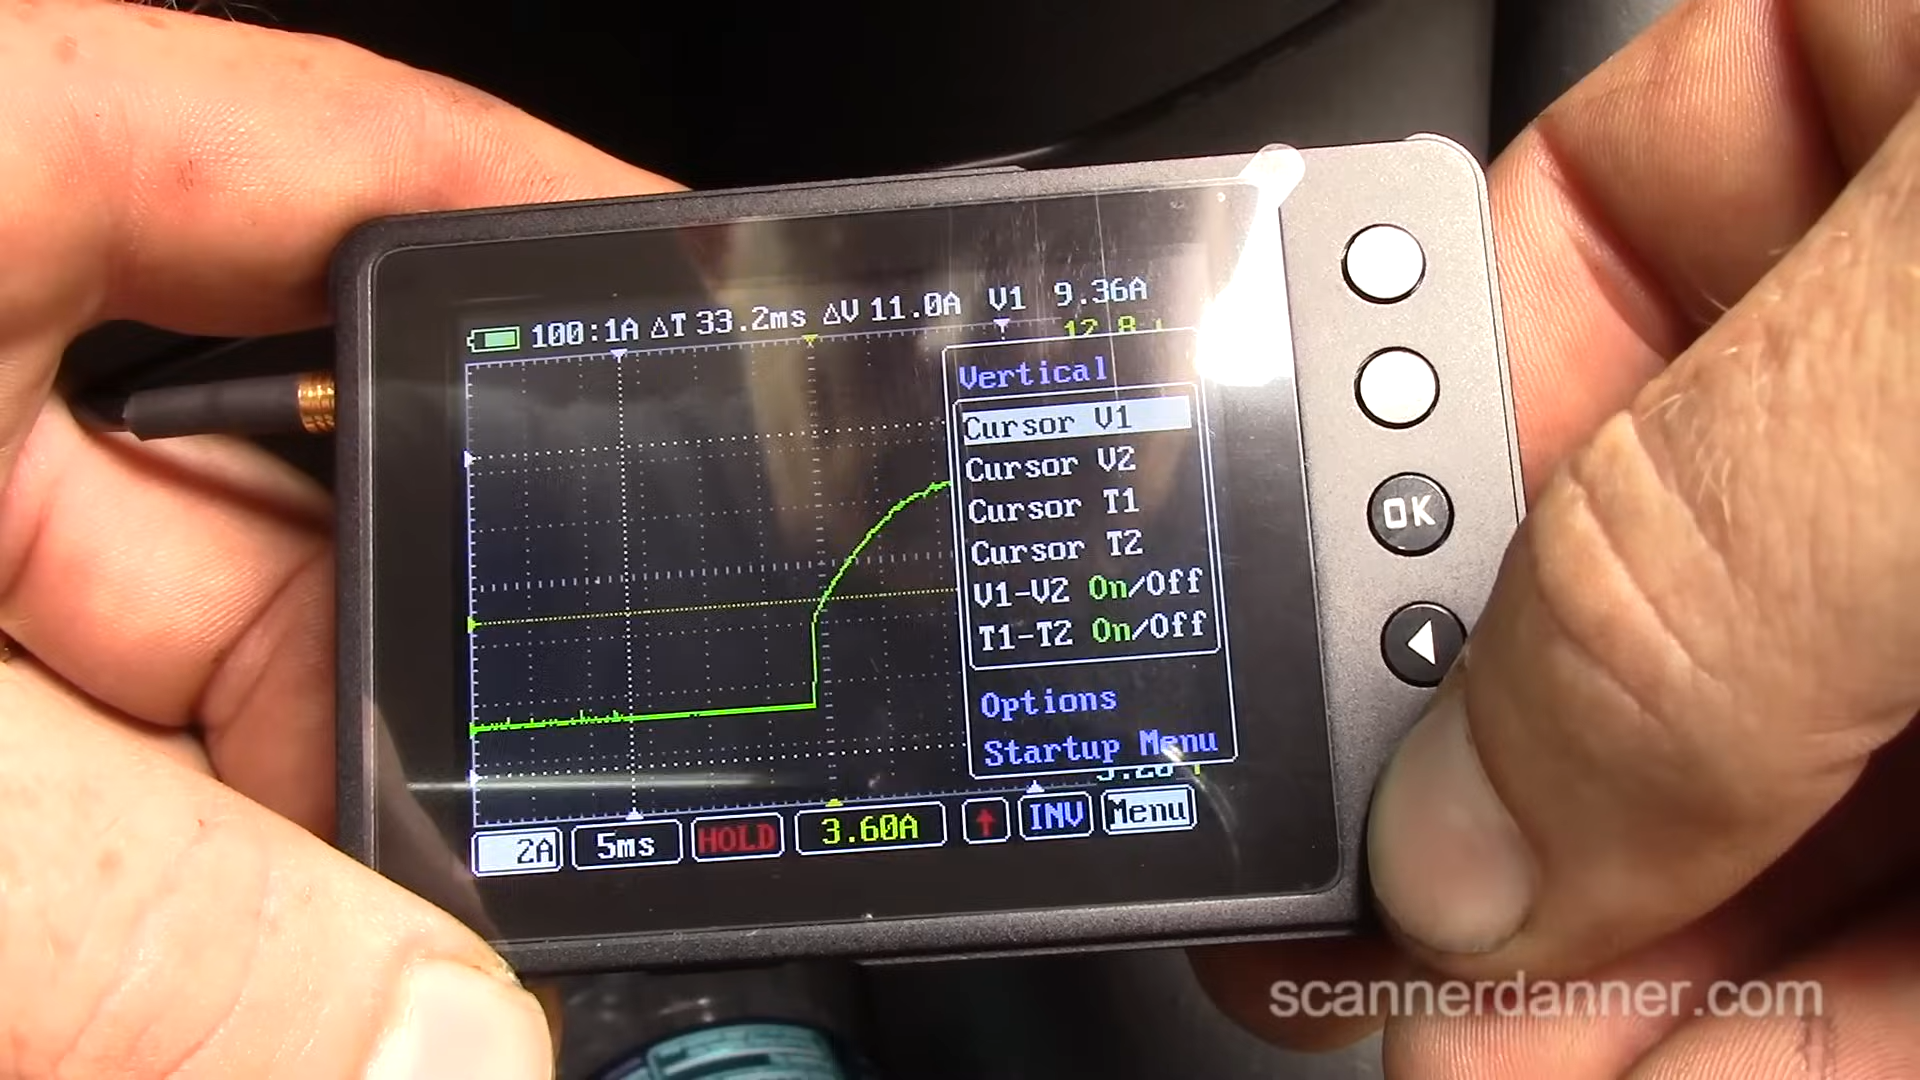 100:1A ΔT 33.2ms ΔV 11.0A V1 9.36A
12.8
Vertical
Cursor V1
Cursor V2
Cursor T1
Cursor T2
V1-V2 On/Off
T1-T2 On/Off
Options
Startup Menu
2A 5ms HOLD 3.60A ↑ INV Menu
OK
scannerdanner.com